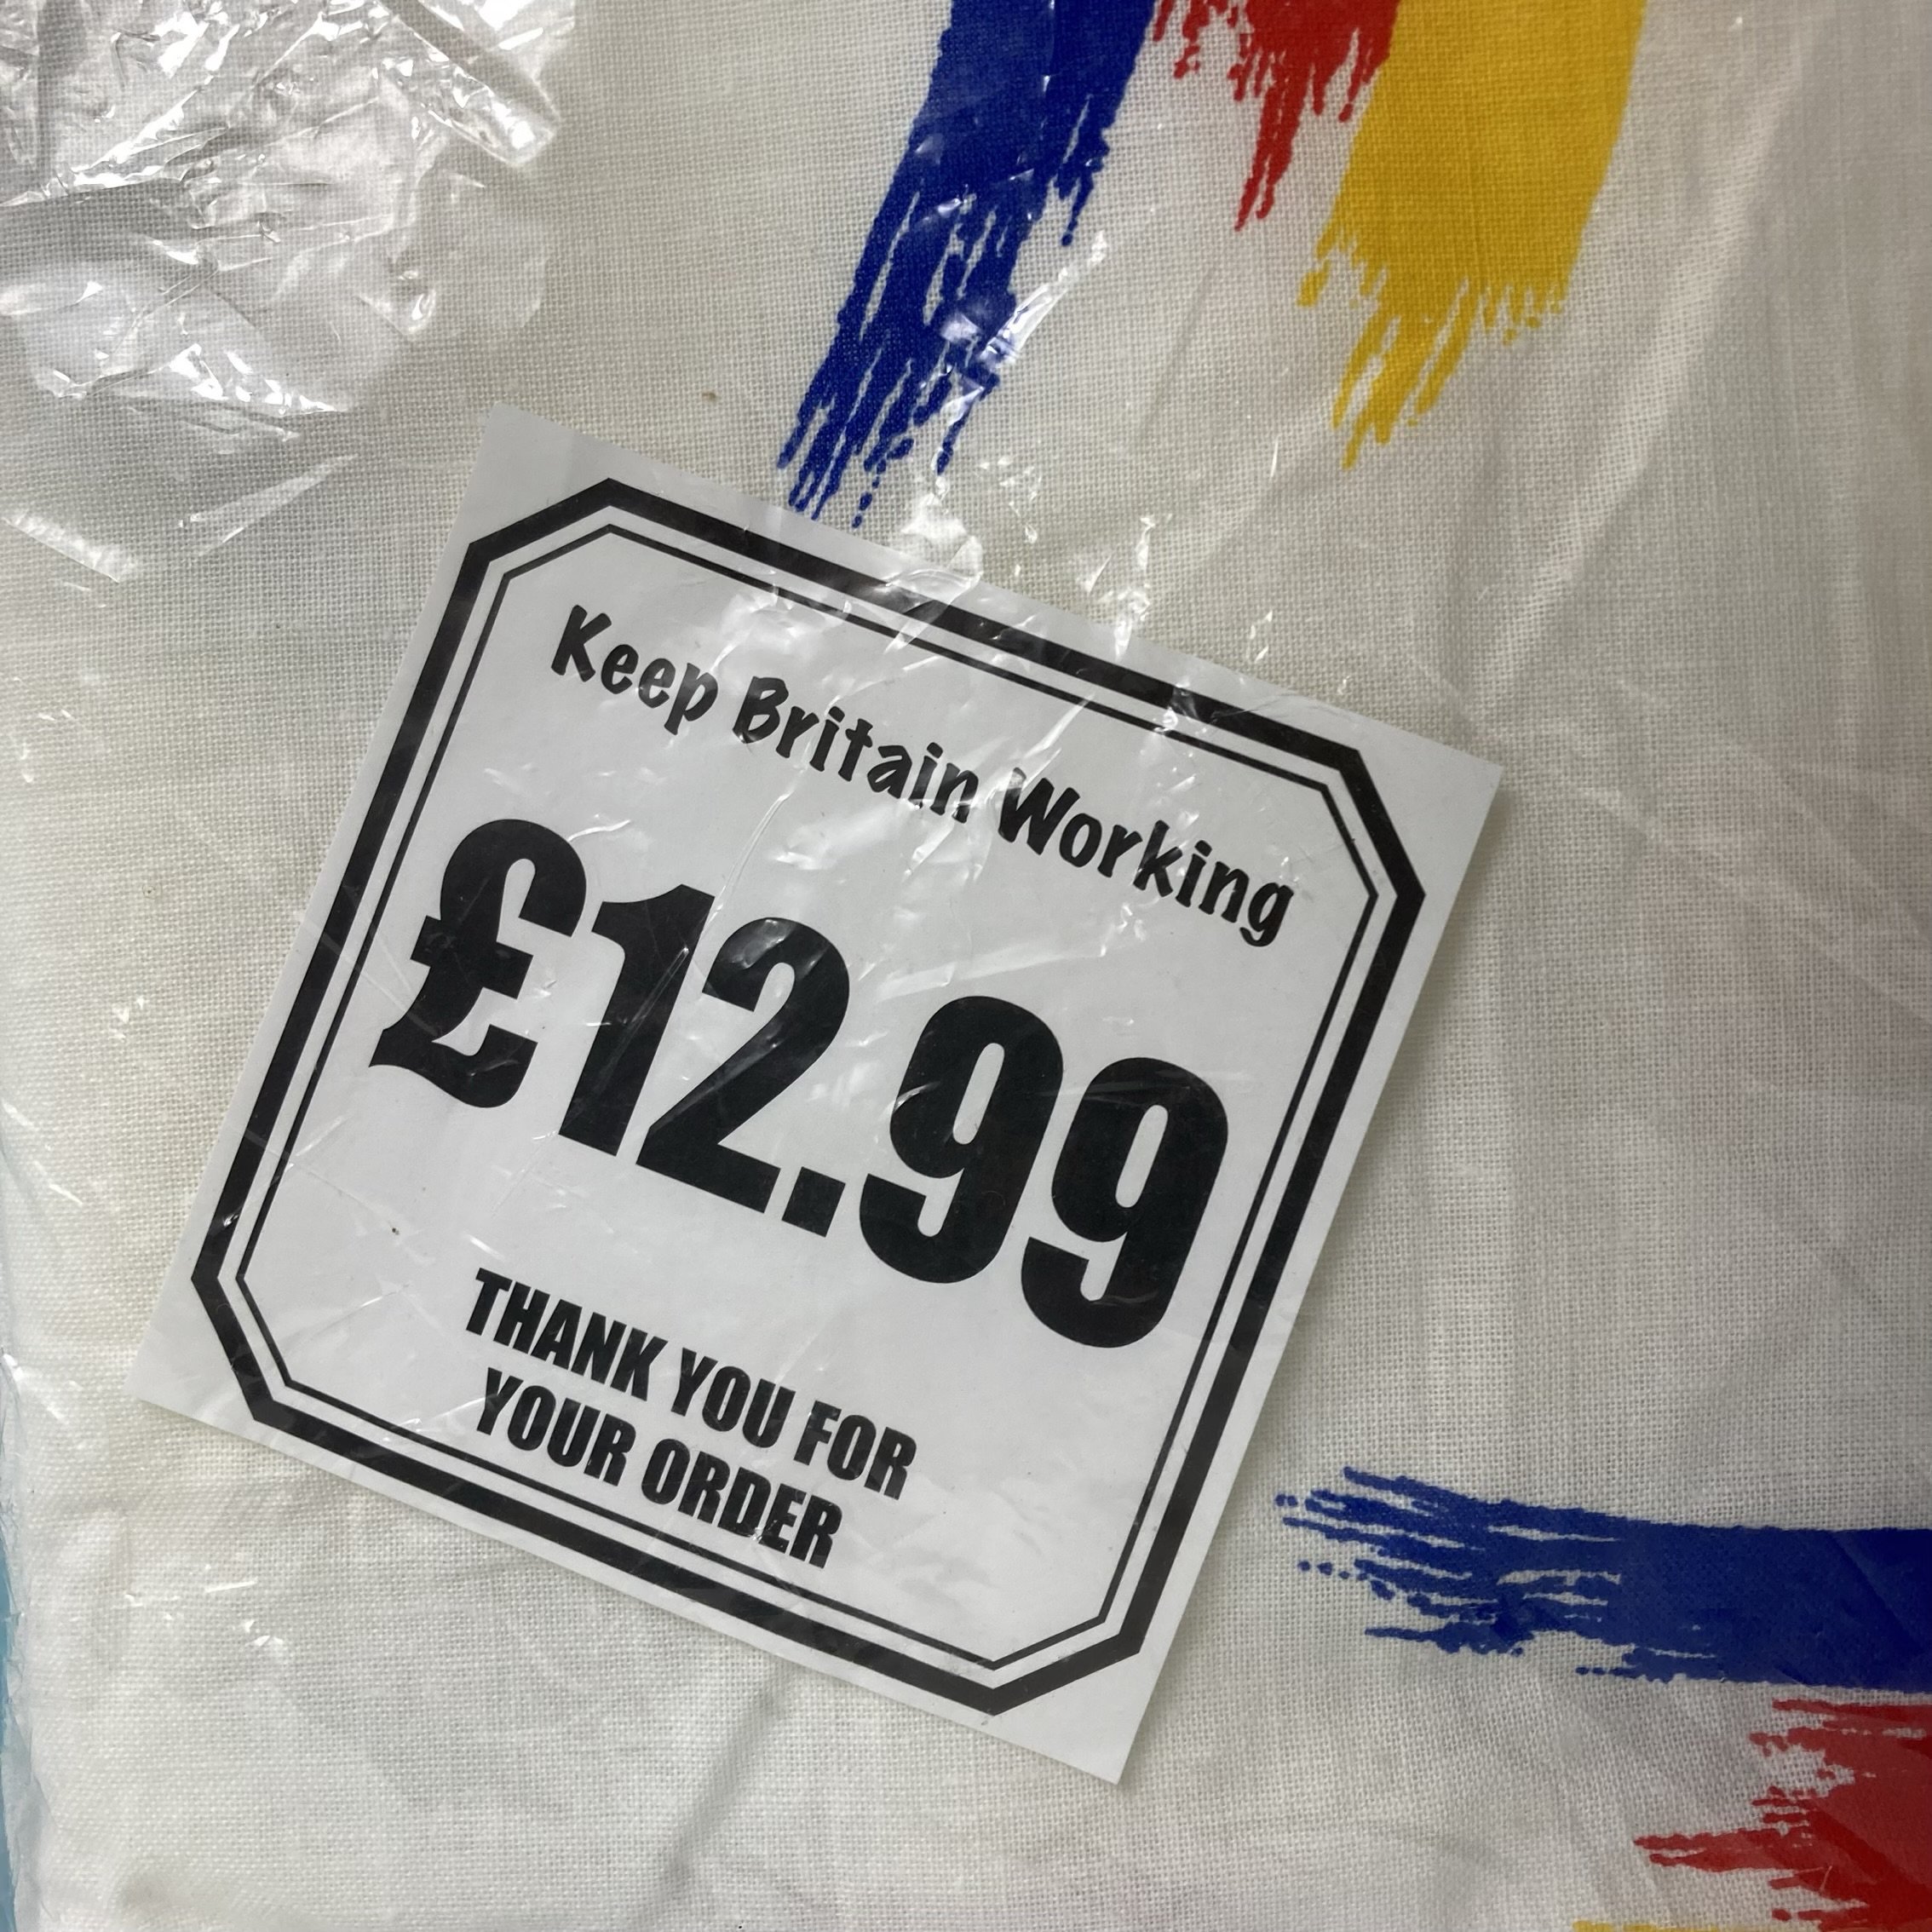 Keep Britain Working
£12.99
THANK YOU FOR
YOUR ORDER